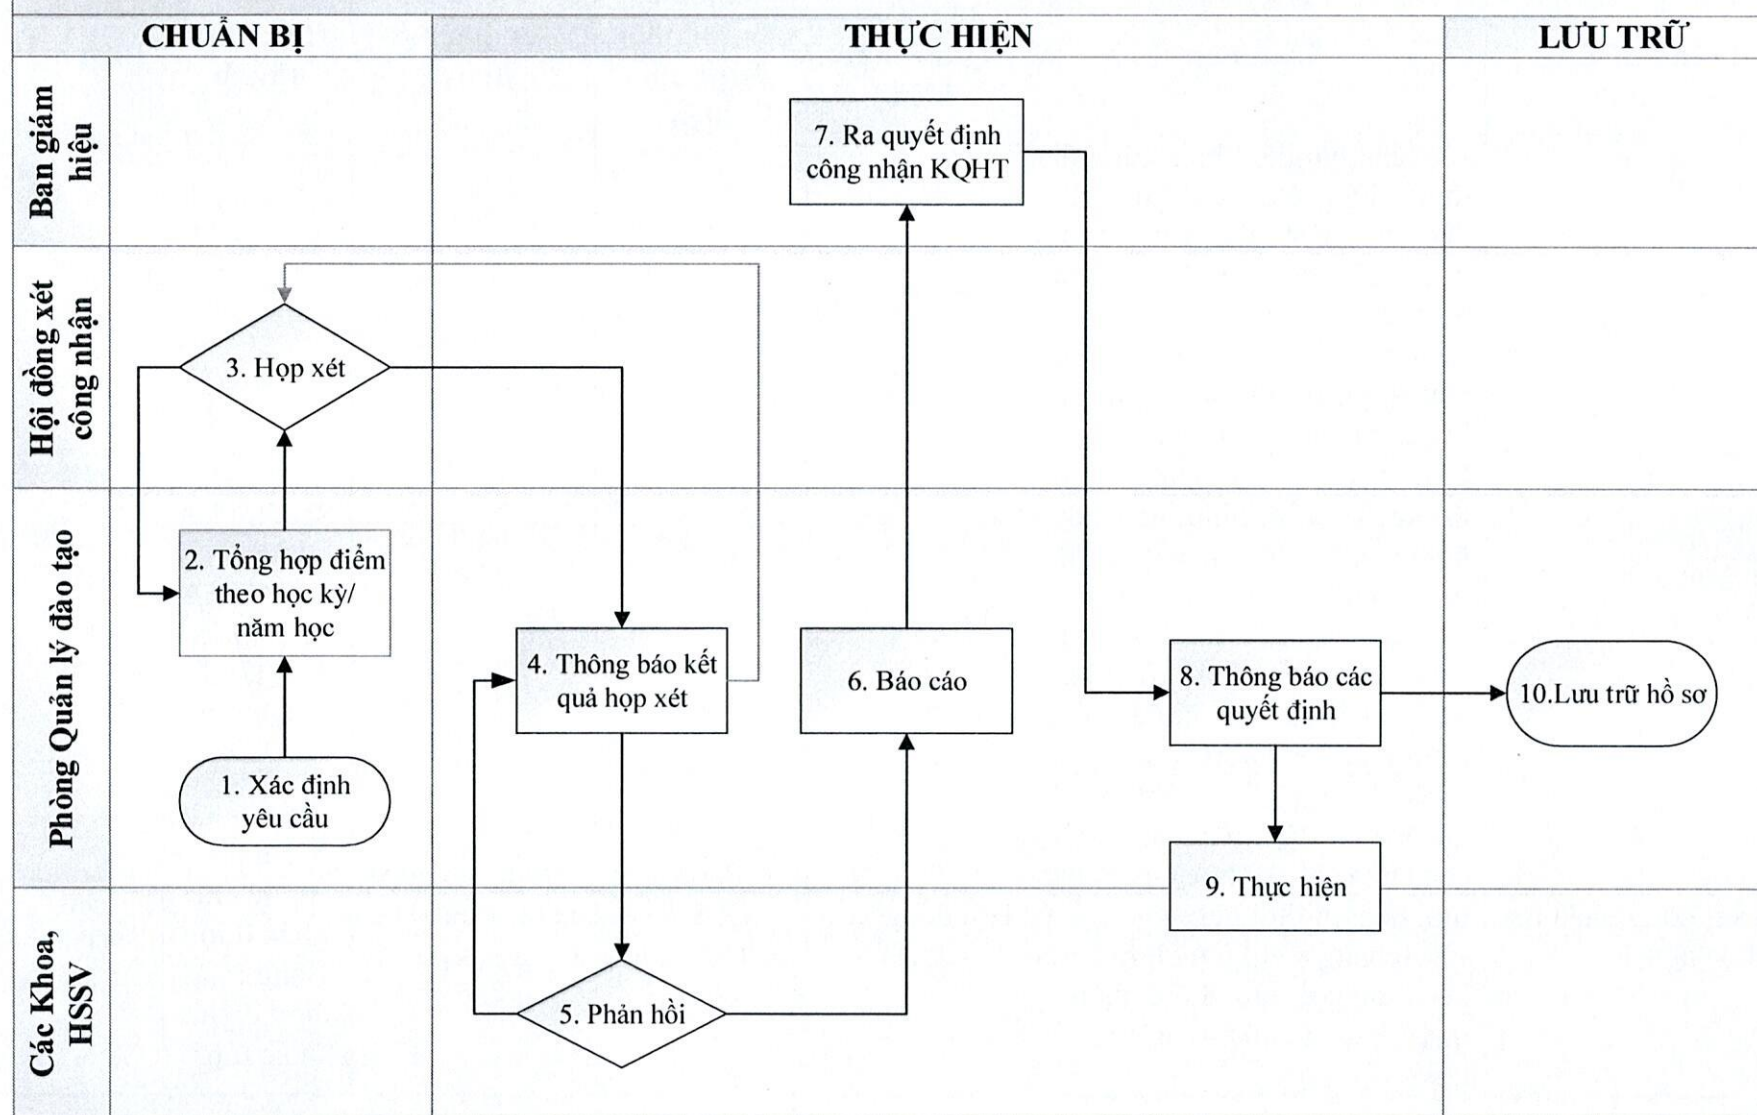 CHUẨN BỊ
THỰC HIỆN
LƯU TRỮ
Ban giám
hiệu
7. Ra quyết định
công nhận KQHT
Hội đồng xét
công nhận
3. Họp xét
Phòng Quản lý đào tạo
2. Tổng hợp điểm
theo học kỳ/
năm học
1. Xác định
yêu cầu
4. Thông báo kết
quả họp xét
6. Báo cáo
8. Thông báo các
quyết định
10.Lưu trữ hồ sơ
9. Thực hiện
Các Khoa,
HSSV
5. Phản hồi